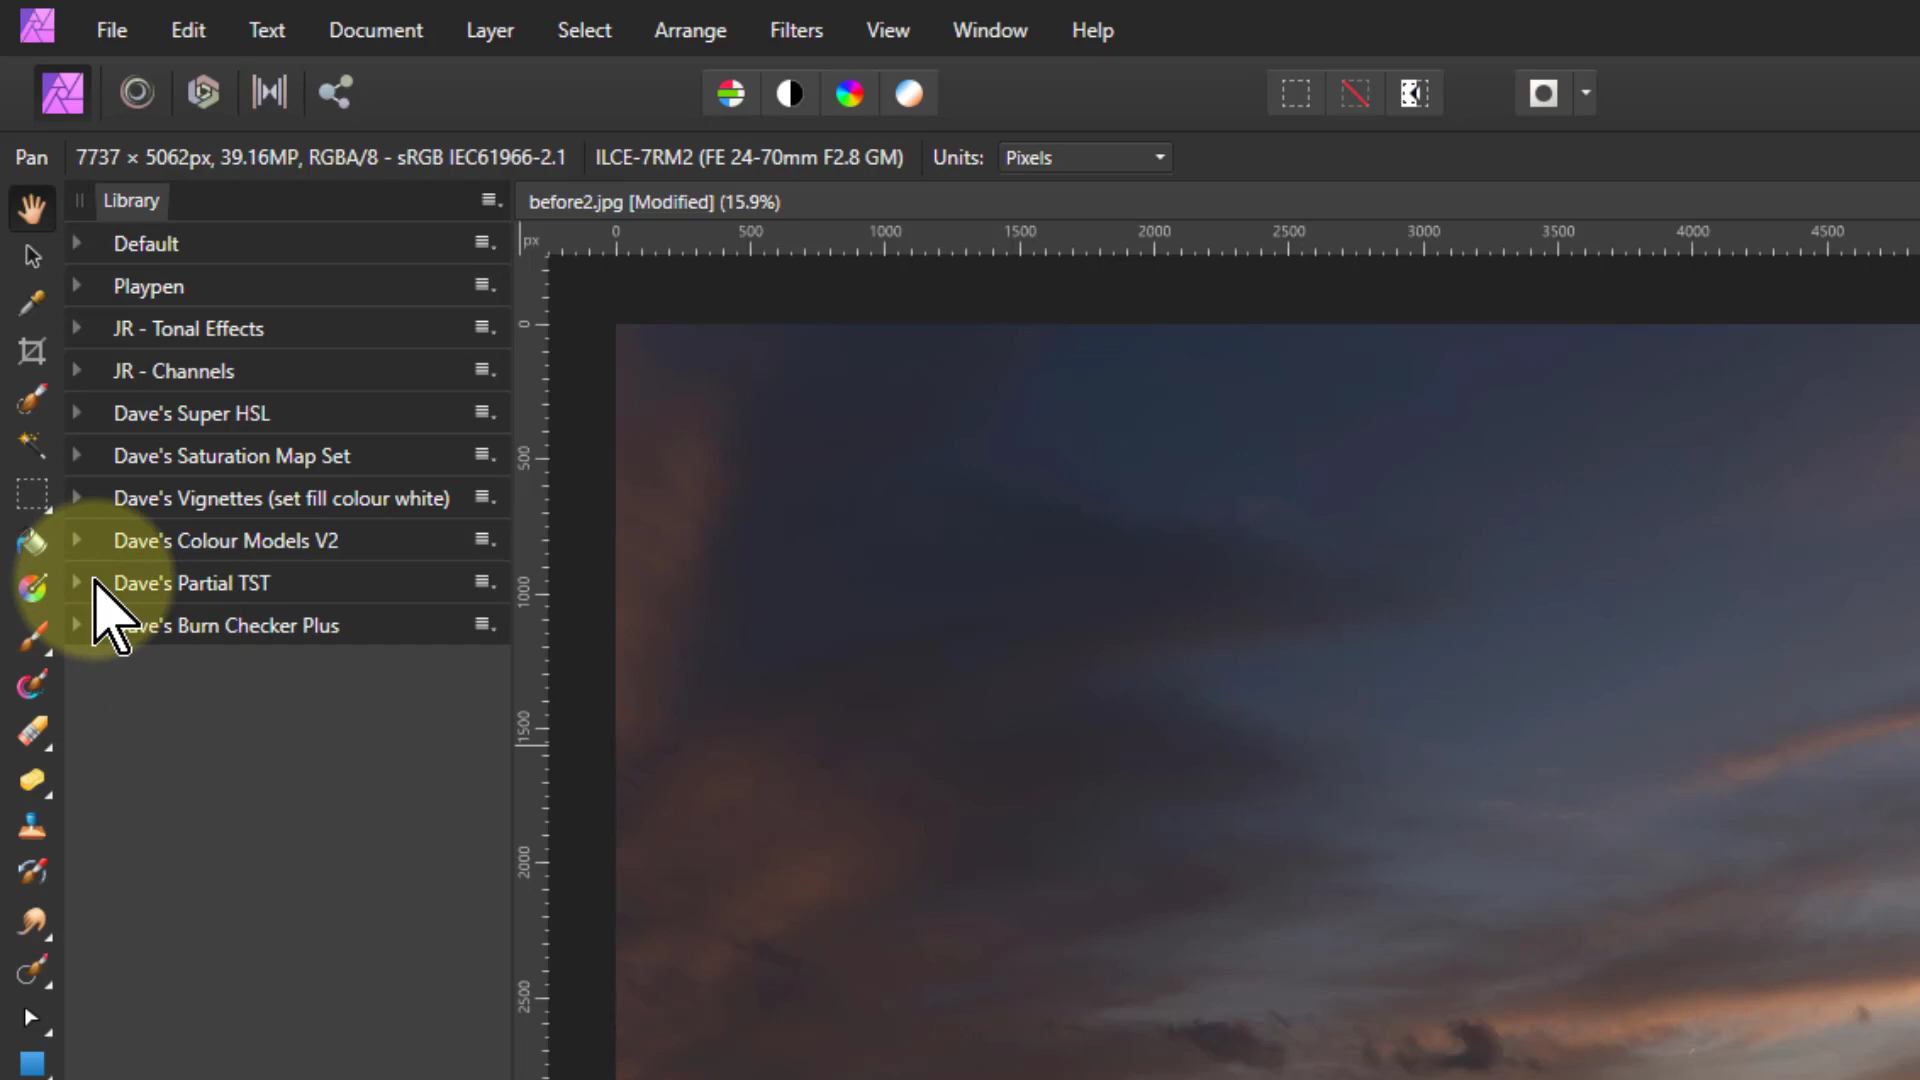 File Edit Text Document Layer Select Arrange Filters View Window Help
Pan 7737 × 5062px, 39.16MP, RGBA/8 - sRGB IEC61966-2.1 ILCE-7RM2 (FE 24-70mm F2.8 GM) Units: Pixels
Library
before2.jpg [Modified] (15.9%)
px 0 500 1000 1500 2000 2500 3000 3500 4000 4500
Default
Playpen
JR - Tonal Effects
JR - Channels
Dave's Super HSL
Dave's Saturation Map Set
Dave's Vignettes (set fill colour white)
Dave's Colour Models V2
Dave's Partial TST
ave's Burn Checker Plus
0
500
1000
1500
2000
2500